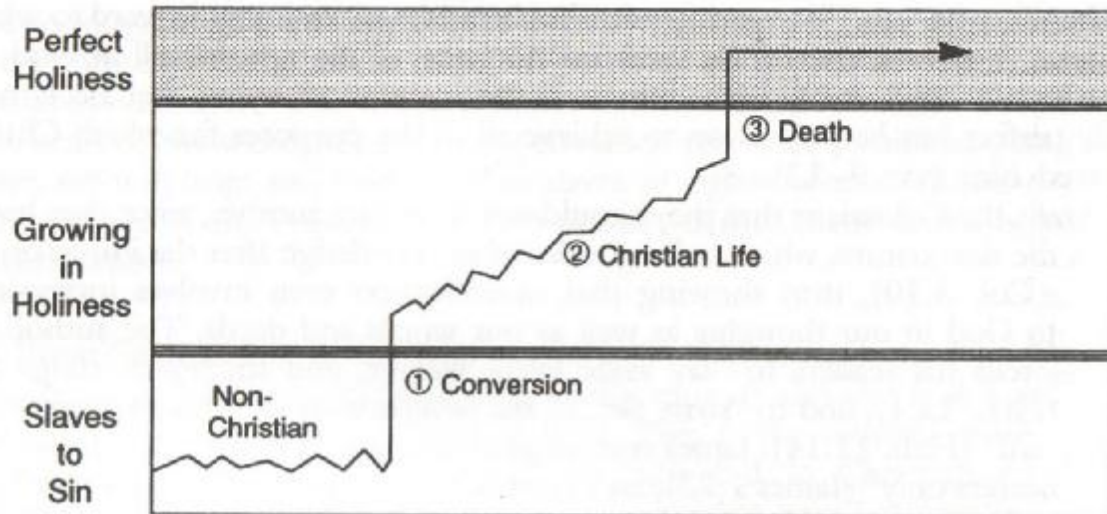 Perfect
Holiness
③ Death
Growing
in
Holiness
② Christian Life
① Conversion
Non-
Christian
Slaves
to
Sin